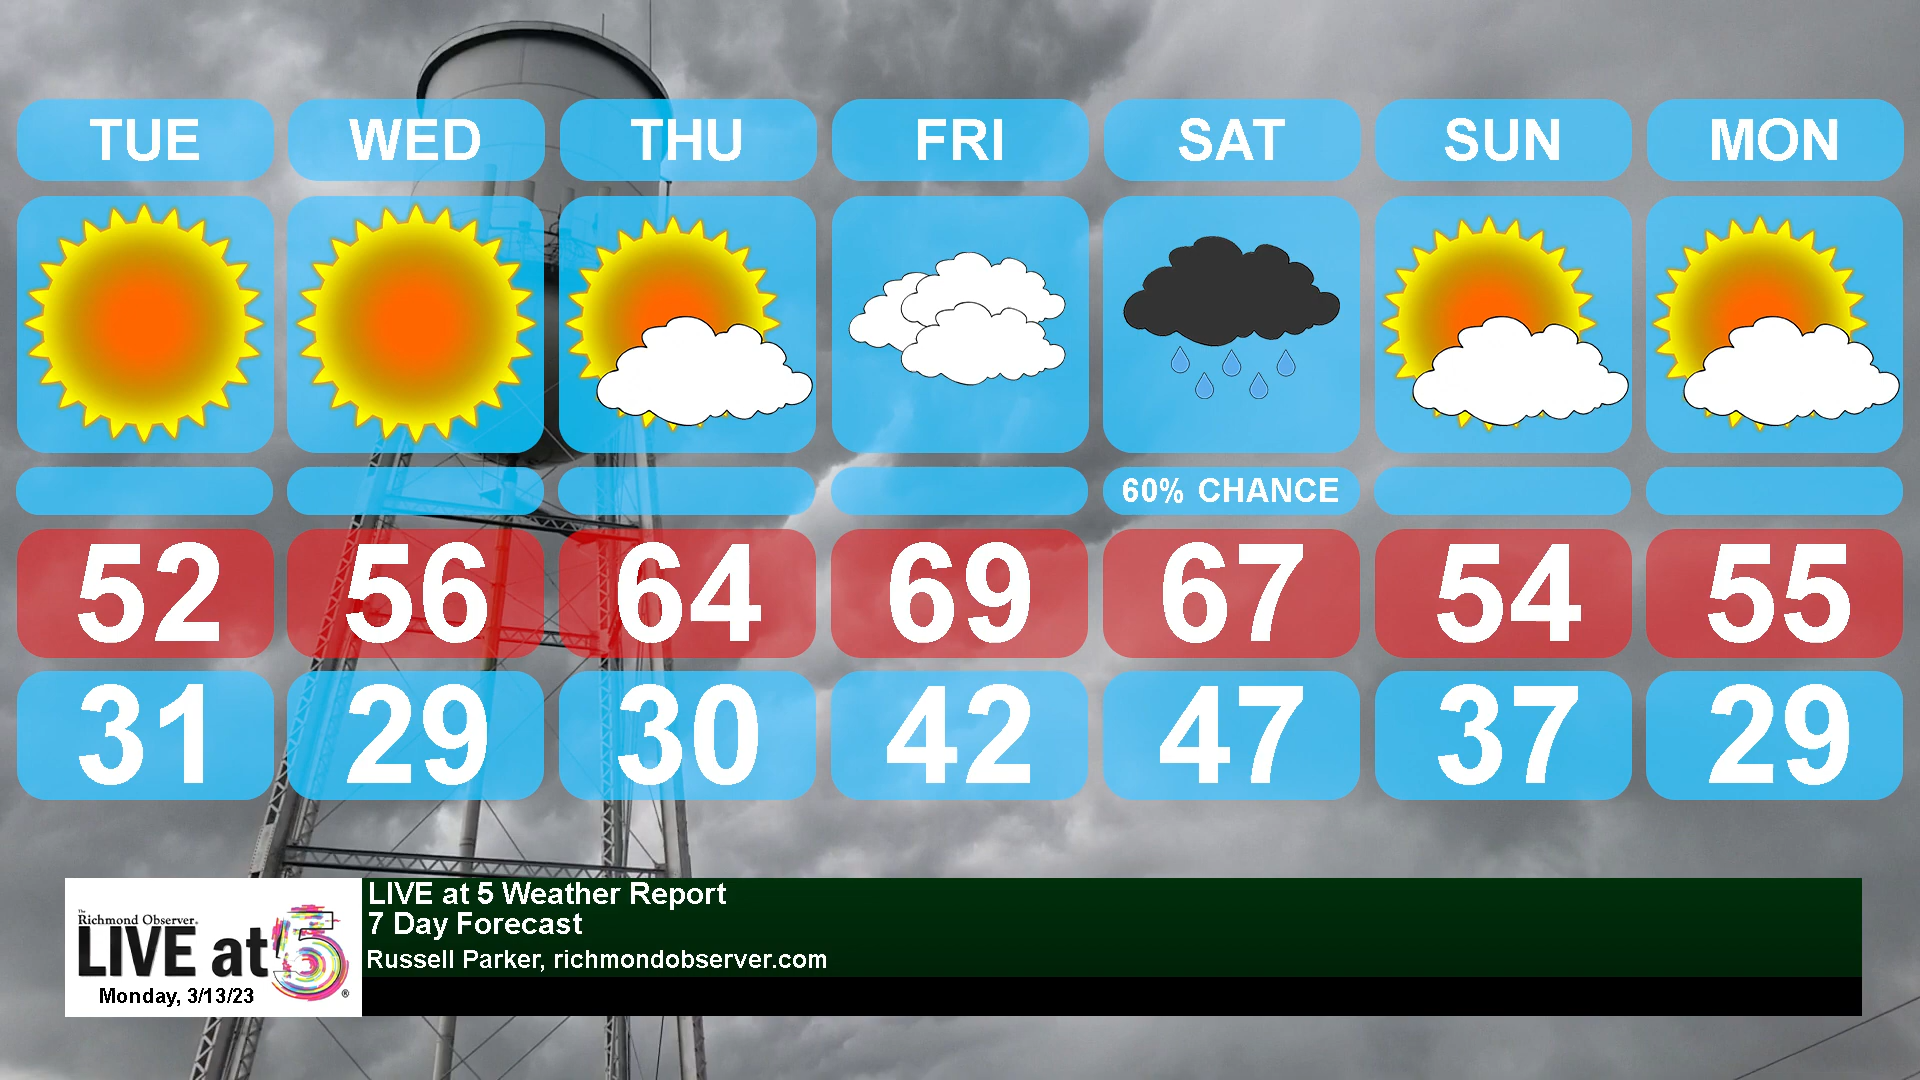 TUE WED THU FRI SAT SUN MON
60% CHANCE
52 56 64 69 67 54 55
31 29 30 42 47 37 29
LIVE at 5 Weather Report
7 Day Forecast
Russell Parker, richmondobserver.com
The
Richmond Observer.
LIVE at 5
®
Monday, 3/13/23